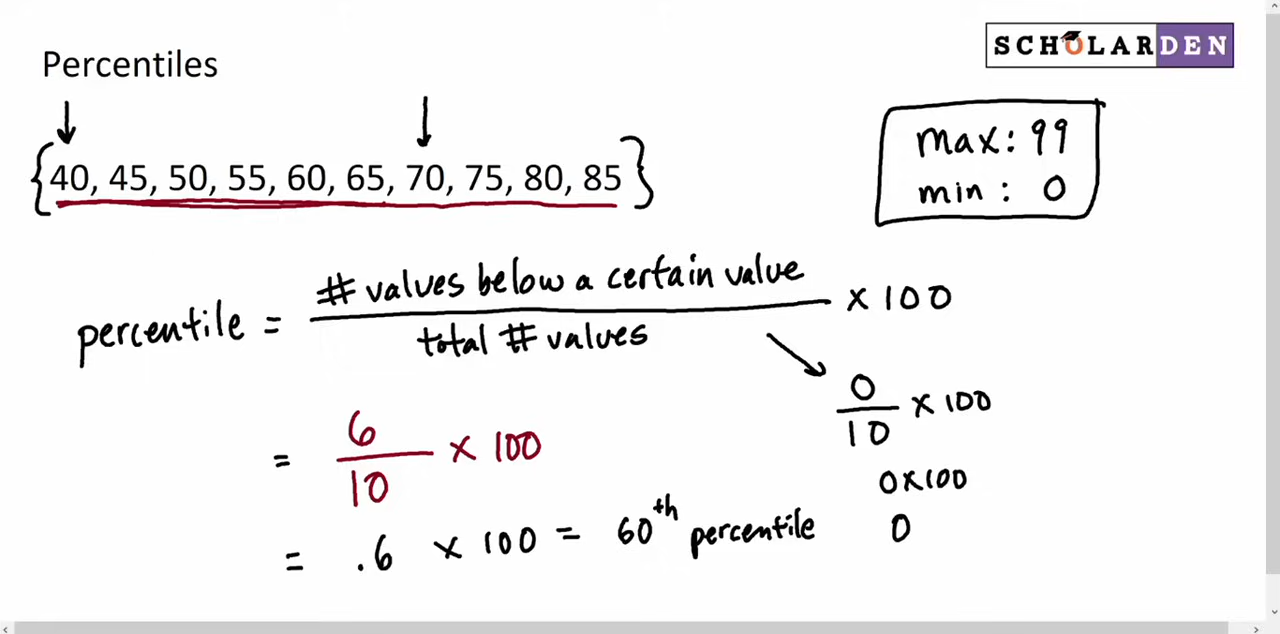 SCHOLARDEN
Percentiles
{40, 45, 50, 55, 60, 65, 70, 75, 80, 85}
max: 99
min: 0
percentile = # values below a certain value / total # values x 100
= 6/10 x 100
= .6 x 100 = 60th percentile
0/10 x 100
0x100
0